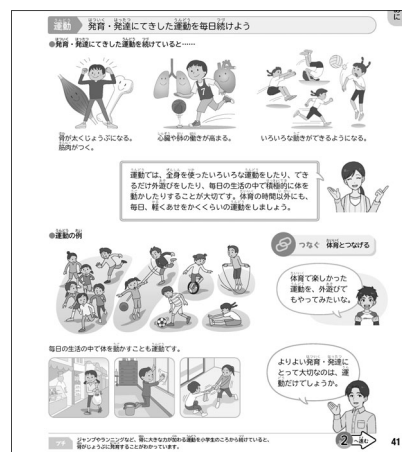 運動 発育・発達にてきした運動を毎日続けよう
●発育・発達にてきした運動を続けていると……
骨が太くじょうぶになる。
筋肉がつく。
心臓や肺の働きが高まる。
いろいろな動きができるようになる。
運動では、全身を使ったいろいろな運動をしたり、でき
るだけ外遊びをしたり、毎日の生活の中で積極的に体を
動かしたりすることが大切です。体育の時間以外にも、
毎日、軽くあせをかくくらいの運動をしましょう。
●運動の例
つなぐ 体育とつなげる
体育で楽しかった
運動を、外遊びで
もやってみたいな。
毎日の生活の中で体を動かすことも運動です。
よりよい発育・発達に
とって大切なのは、運
動だけでしょうか。
2 へ進む
プチ ジャンプやランニングなど、骨に大きな力が加わる運動を小学生のころから続けていると、
骨がじょうぶに発育することがわかっています。
41